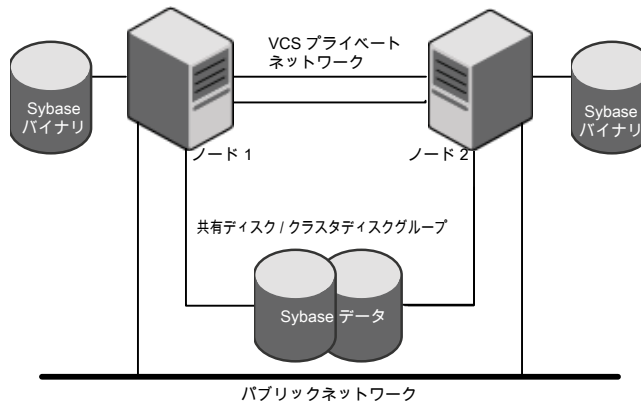 VCS プライベート
ネットワーク
Sybase
バイナリ
Sybase
バイナリ
ノード 1
ノード 2
共有ディスク / クラスタディスクグループ
Sybase データ
パブリックネットワーク